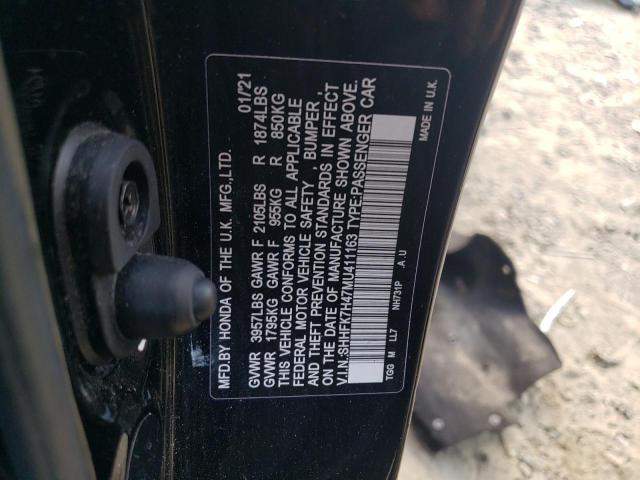 MFD.BY HONDA OF THE U.K. MFG.,LTD. 01/21
GVWR 3957LBS GAWR F 2105LBS R 1874LBS
GVWR 1795KG GAWR F 955KG R 850KG
THIS VEHICLE CONFORMS TO ALL APPLICABLE
FEDERAL MOTOR VEHICLE SAFETY , BUMPER ,
AND THEFT PREVENTION STANDARDS IN EFFECT
ON THE DATE OF MANUFACTURE SHOWN ABOVE.
V.I.N.:SHHFK7H47MU411163 TYPE:PASSENGER CAR
TGG M LL7 NH731P .A .U MADE IN U.K.